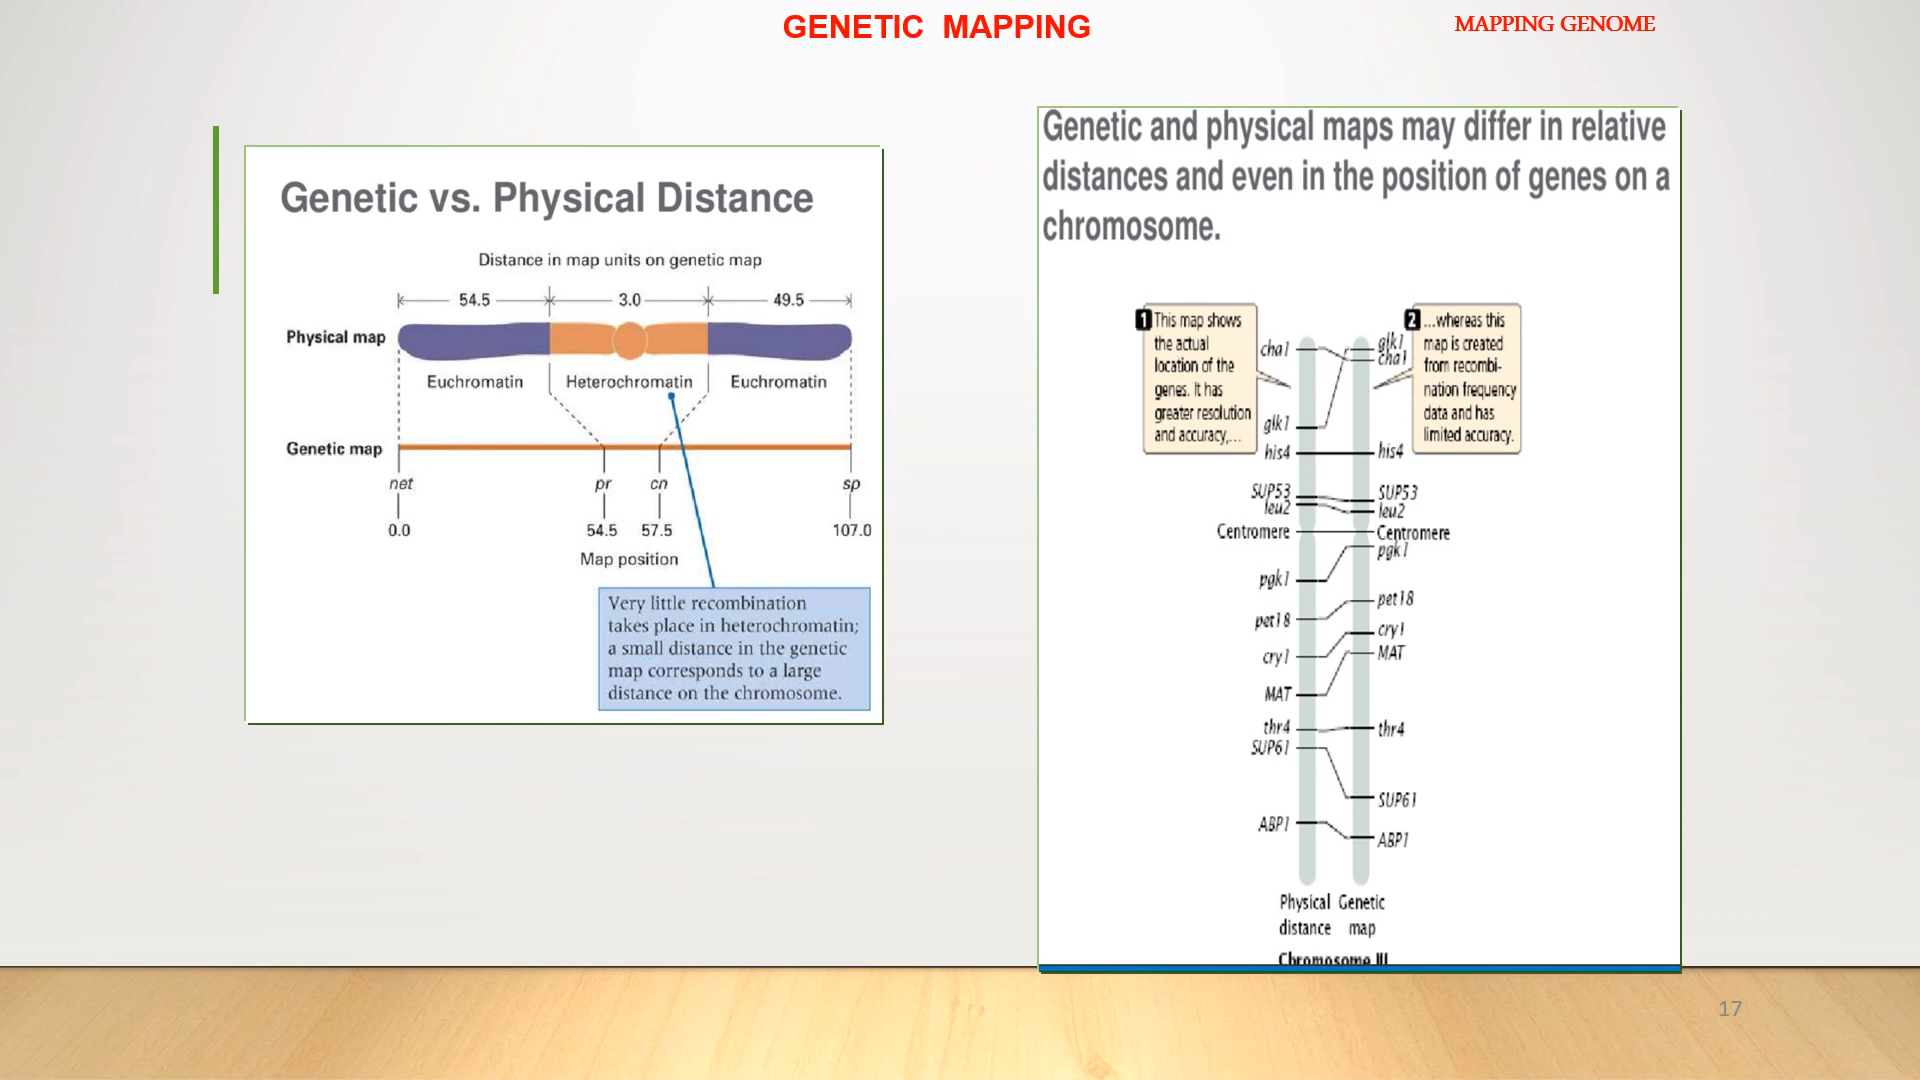 GENETIC  MAPPING
MAPPING GENOME
Genetic vs. Physical Distance
Distance in map units on genetic map
54.5 3.0 49.5
Physical map
Euchromatin Heterochromatin Euchromatin
Genetic map
net pr cn sp
0.0 54.5 57.5 107.0
Map position
Very little recombination
takes place in heterochromatin;
a small distance in the genetic
map corresponds to a large
distance on the chromosome.
Genetic and physical maps may differ in relative
distances and even in the position of genes on a
chromosome.
1 This map shows
the actual
location of the
genes. It has
greater resolution
and accuracy,...
2 ...whereas this
map is created
from recombi-
nation frequency
data and has
limited accuracy.
cha1
glk1
his4
SUP53
leu2
Centromere
pgk1
pet18
cry1
MAT
thr4
SUP61
ABP1
glk1
cha1
his4
SUP53
leu2
Centromere
pgk1
pet18
cry1
MAT
thr4
SUP61
ABP1
Physical Genetic
distance map
Chromosome III
17